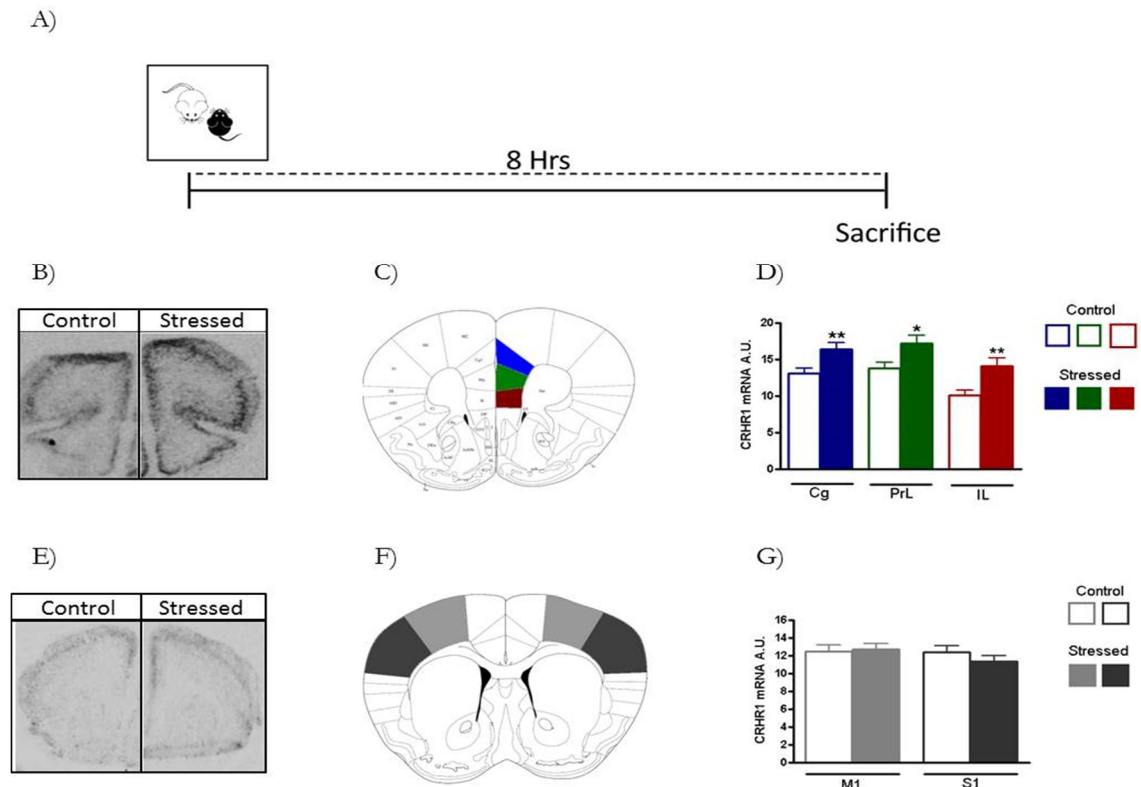 A)
8 Hrs
Sacrifice
B)
Control Stressed
C)
D)
CRHR1 mRNA A.U.
20
15
10
5
0
**
*
**
Cg PrL IL
Control
Stressed
E)
Control Stressed
F)
G)
CRHR1 mRNA A.U.
16
14
12
10
8
6
4
2
0
M1 S1
Control
Stressed